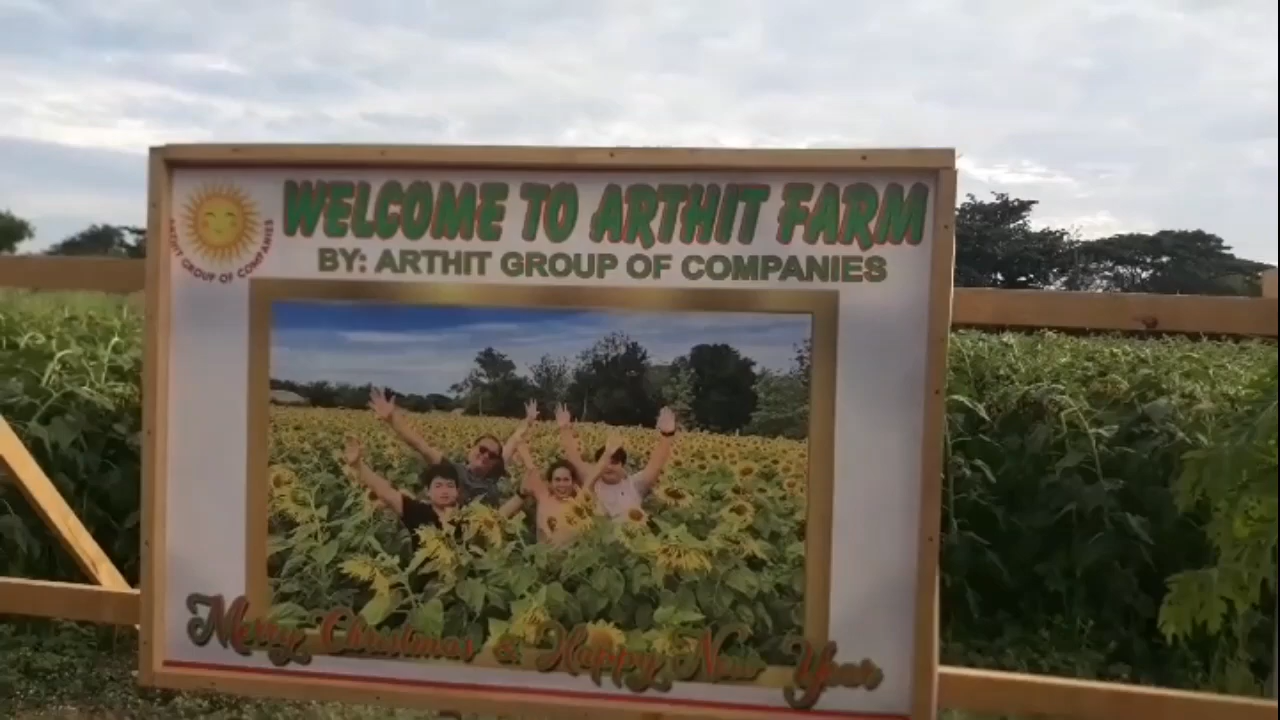 WELCOME TO ARTHIT FARM
BY: ARTHIT GROUP OF COMPANIES
ARTHIT GROUP OF COMPANIES
Merry Christmas & Happy New Year